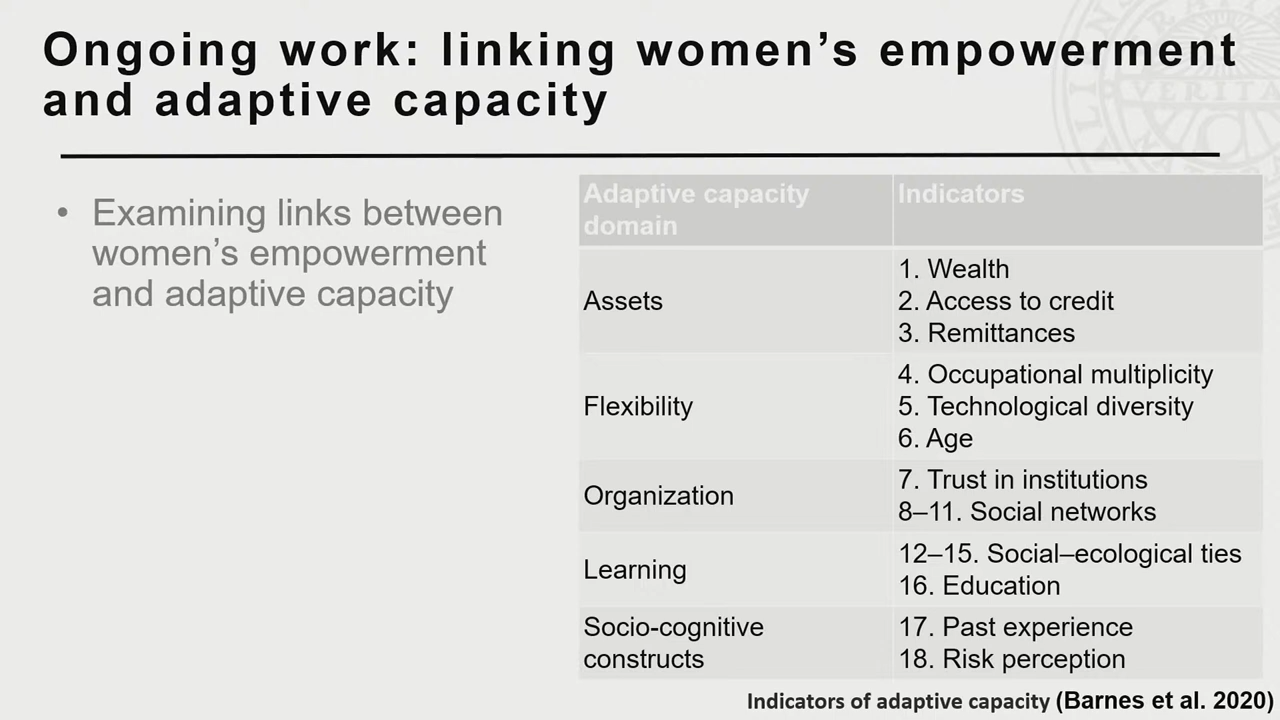 Ongoing work: linking women’s empowerment
and adaptive capacity
• Examining links between
women’s empowerment
and adaptive capacity
Adaptive capacity
domain
Indicators
Assets
1. Wealth
2. Access to credit
3. Remittances
Flexibility
4. Occupational multiplicity
5. Technological diversity
6. Age
Organization
7. Trust in institutions
8–11. Social networks
Learning
12–15. Social–ecological ties
16. Education
Socio-cognitive
constructs
17. Past experience
18. Risk perception
Indicators of adaptive capacity (Barnes et al. 2020)